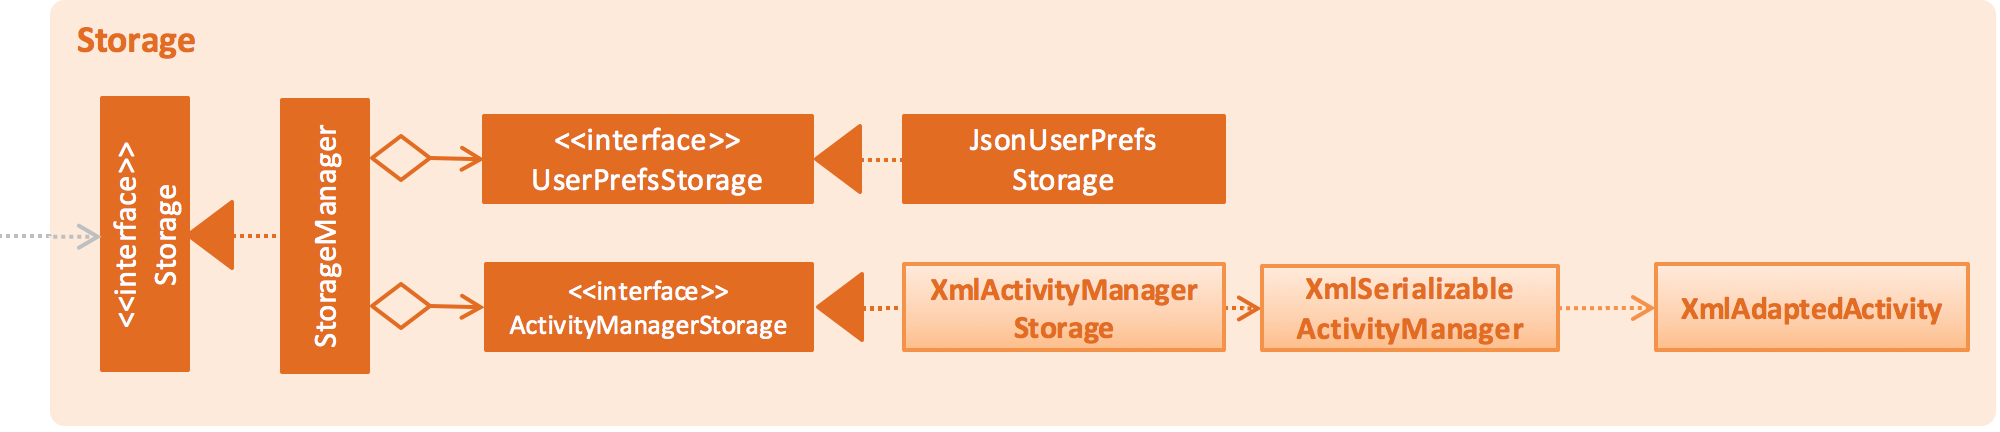 Storage
<<interface>>
Storage
StorageManager
<<interface>>
UserPrefsStorage
JsonUserPrefs
Storage
<<interface>>
ActivityManagerStorage
XmlActivityManager
Storage
XmlSerializable
ActivityManager
XmlAdaptedActivity